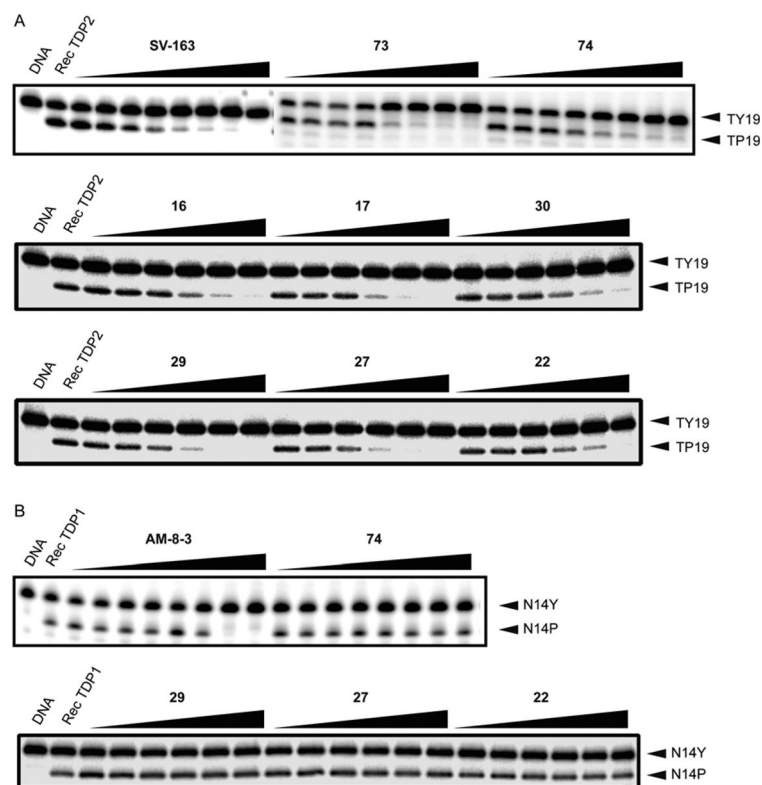 A
DNA Rec TDP2 SV-163 73 74
TY19
TP19
DNA Rec TDP2 16 17 30
TY19
TP19
DNA Rec TDP2 29 27 22
TY19
TP19
B
DNA Rec TDP1 AM-8-3 74
N14Y
N14P
DNA Rec TDP1 29 27 22
N14Y
N14P